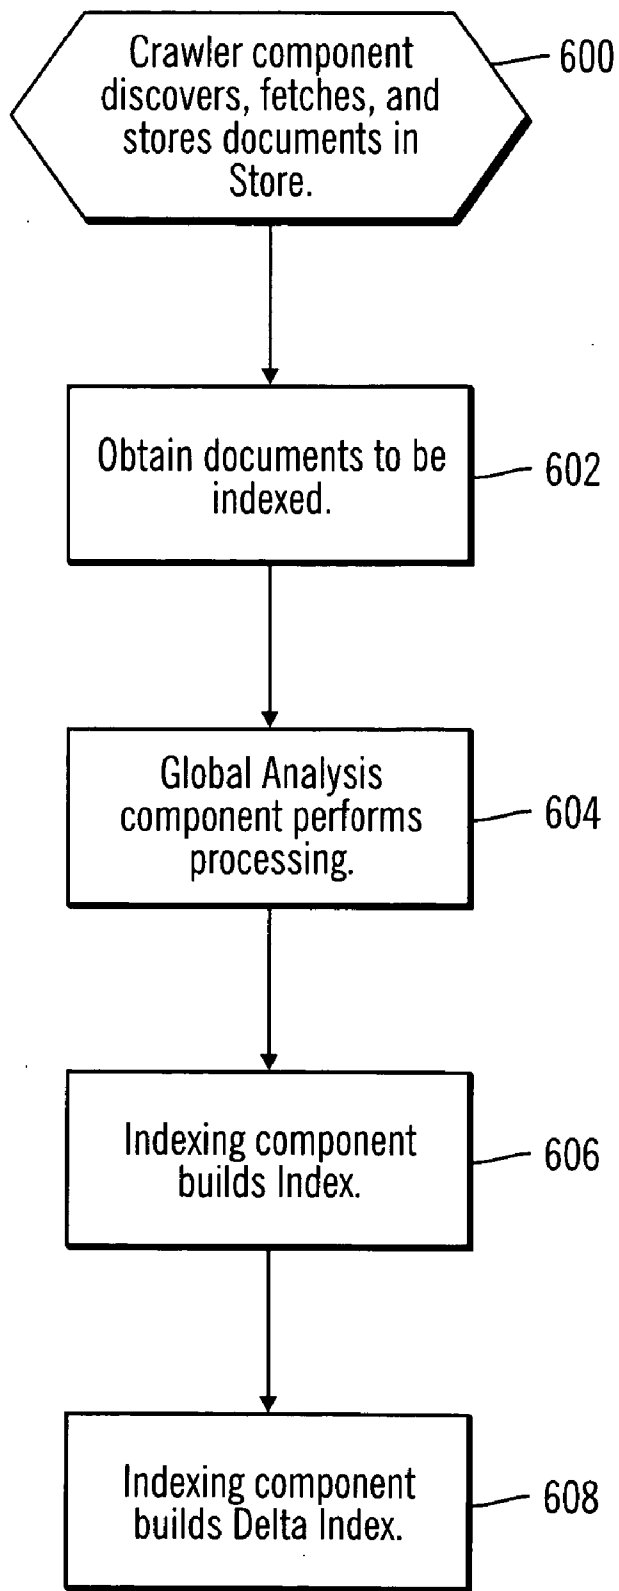 Crawler component
discovers, fetches, and
stores documents in
Store.
600
Obtain documents to be
indexed.
602
Global Analysis
component performs
processing.
604
Indexing component
builds Index.
606
Indexing component
builds Delta Index.
608